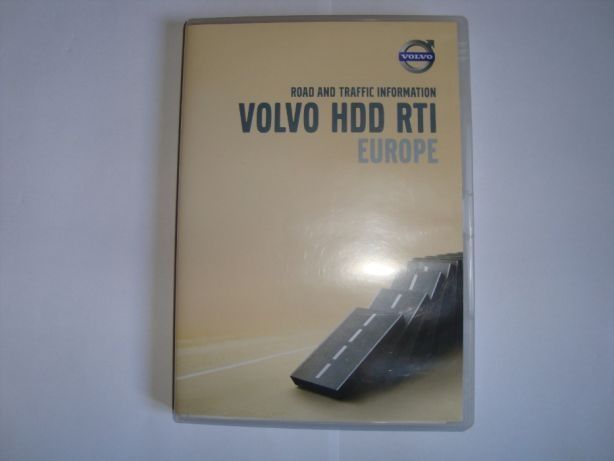 VOLVO
ROAD AND TRAFFIC INFORMATION
VOLVO HDD RTI
EUROPE